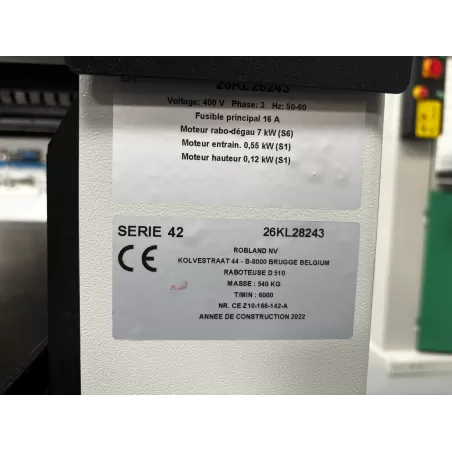 26KL28243
Voltage: 400 V Phase: 3 Hz: 50-60
Fusible principal 16 A
Moteur rabo-dégau 7 kW (S6)
Moteur entrain. 0,55 kW (S1)
Moteur hauteur 0,12 kW (S1)
SERIE 42 26KL28243
CE
ROBLAND NV
KOLVESTRAAT 44 - B-8000 BRUGGE BELGIUM
RABOTEUSE D 510
MASSE : 540 KG
T/MIN : 6000
NR. CE Z10-168-142-A
ANNEE DE CONSTRUCTION 2022